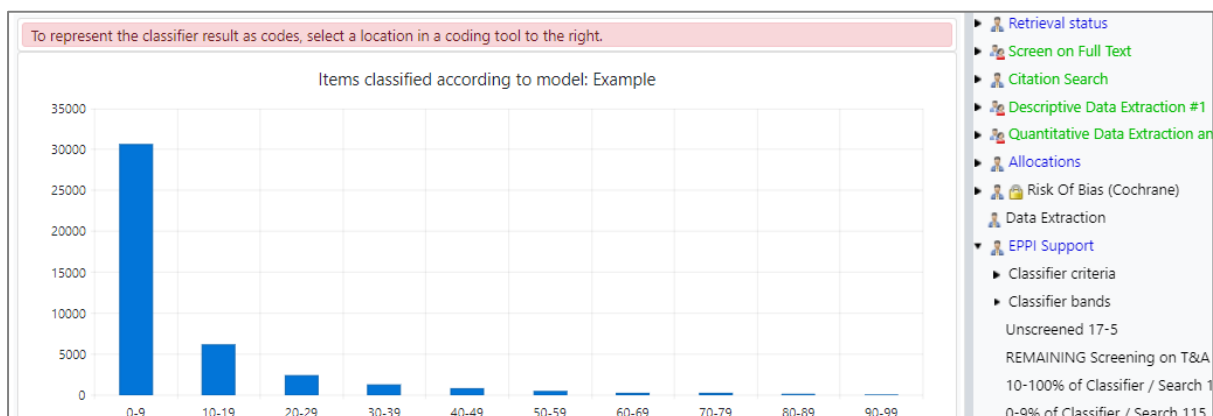 To represent the classifier result as codes, select a location in a coding tool to the right.
Items classified according to model: Example
35000
30000
25000
20000
15000
10000
5000
0
0-9 10-19 20-29 30-39 40-49 50-59 60-69 70-79 80-89 90-99
Retrieval status
Screen on Full Text
Citation Search
Descriptive Data Extraction #1
Quantitative Data Extraction an
Allocations
Risk Of Bias (Cochrane)
Data Extraction
EPPI Support
Classifier criteria
Classifier bands
Unscreened 17-5
REMAINING Screening on T&A
10-100% of Classifier / Search 1
0-9% of Classifier / Search 115